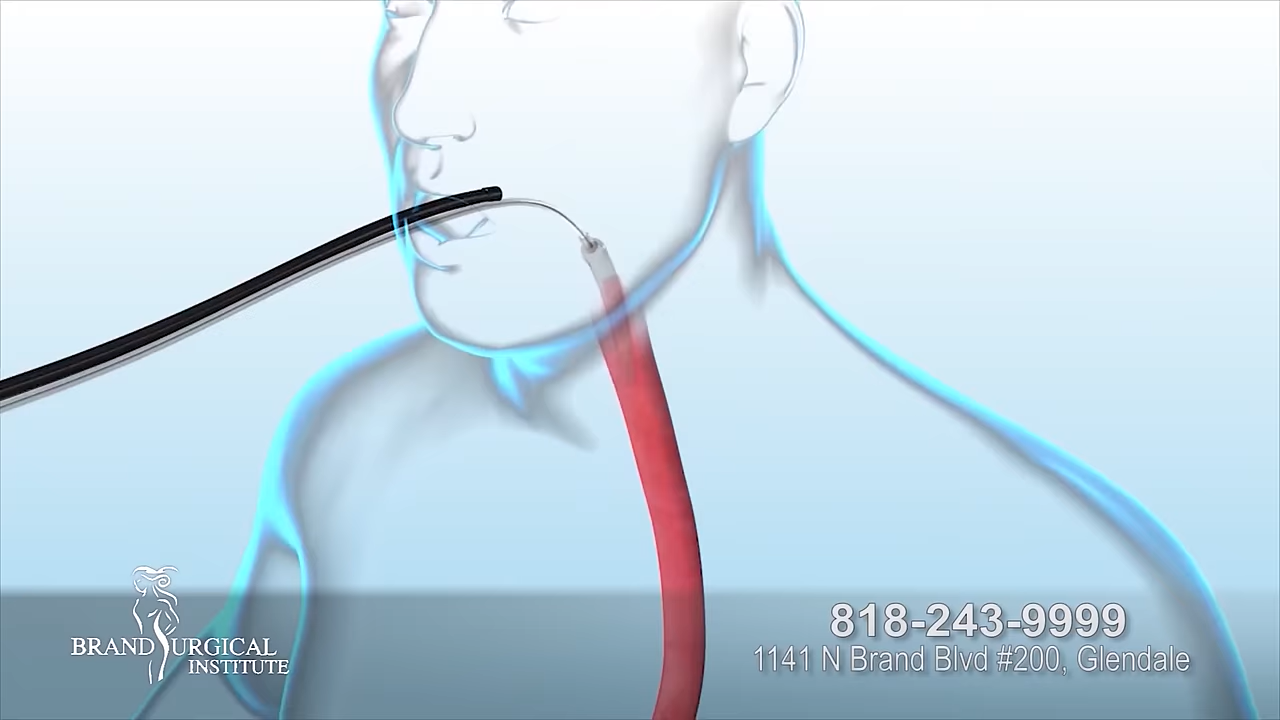 BRAND SURGICAL
INSTITUTE
818-243-9999
1141 N Brand Blvd #200, Glendale